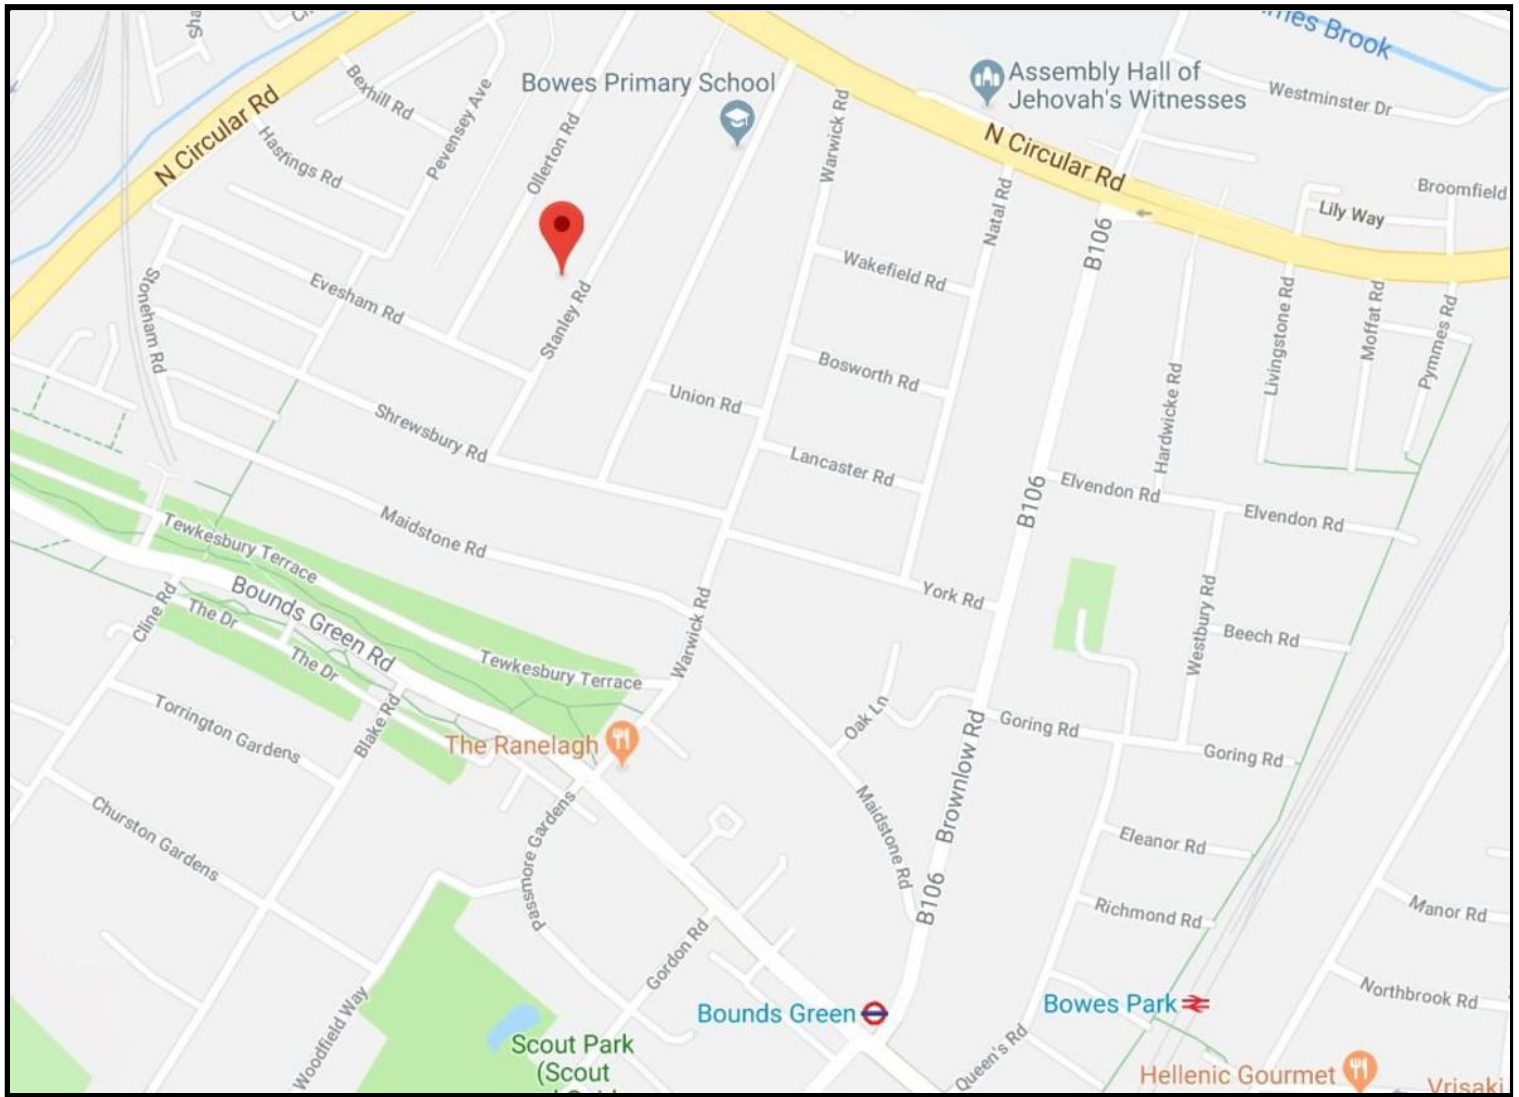 Bowes Primary School
Assembly Hall of
Jehovah's Witnesses
Westminster Dr
N Circular Rd
Bexhill Rd
Hastings Rd
Pevensey Ave
Ollerton Rd
Warwick Rd
N Circular Rd
Natal Rd
B106
Broomfield
Lily Way
Wakefield Rd
Evesham Rd
Soneham Rd
Stanley Rd
Livingstone Rd
Moffat Rd
Pymmes Rd
Hardwicke Rd
Bosworth Rd
Union Rd
Shrewsbury Rd
Lancaster Rd
B106
Elvendon Rd
Elvendon Rd
Maidstone Rd
Tewkesbury Terrace
Bounds Green Rd
Cline Rd
The Dr
The Dr
York Rd
Warwick Rd
Westbury Rd
Beech Rd
Tewkesbury Terrace
Torrington Gardens
Blake Rd
The Ranelagh
Oak Ln
Goring Rd
Goring Rd
Brownlow Rd
B106
Maidstone Rd
Churston Gardens
Passmore Gardens
Eleanor Rd
Richmond Rd
Manor Rd
Gordon Rd
Woodfield Way
Bounds Green
Bowes Park
Northbrook Rd
Queen's Rd
Scout Park
(Scout
Hellenic Gourmet
Vrisaki
Brook